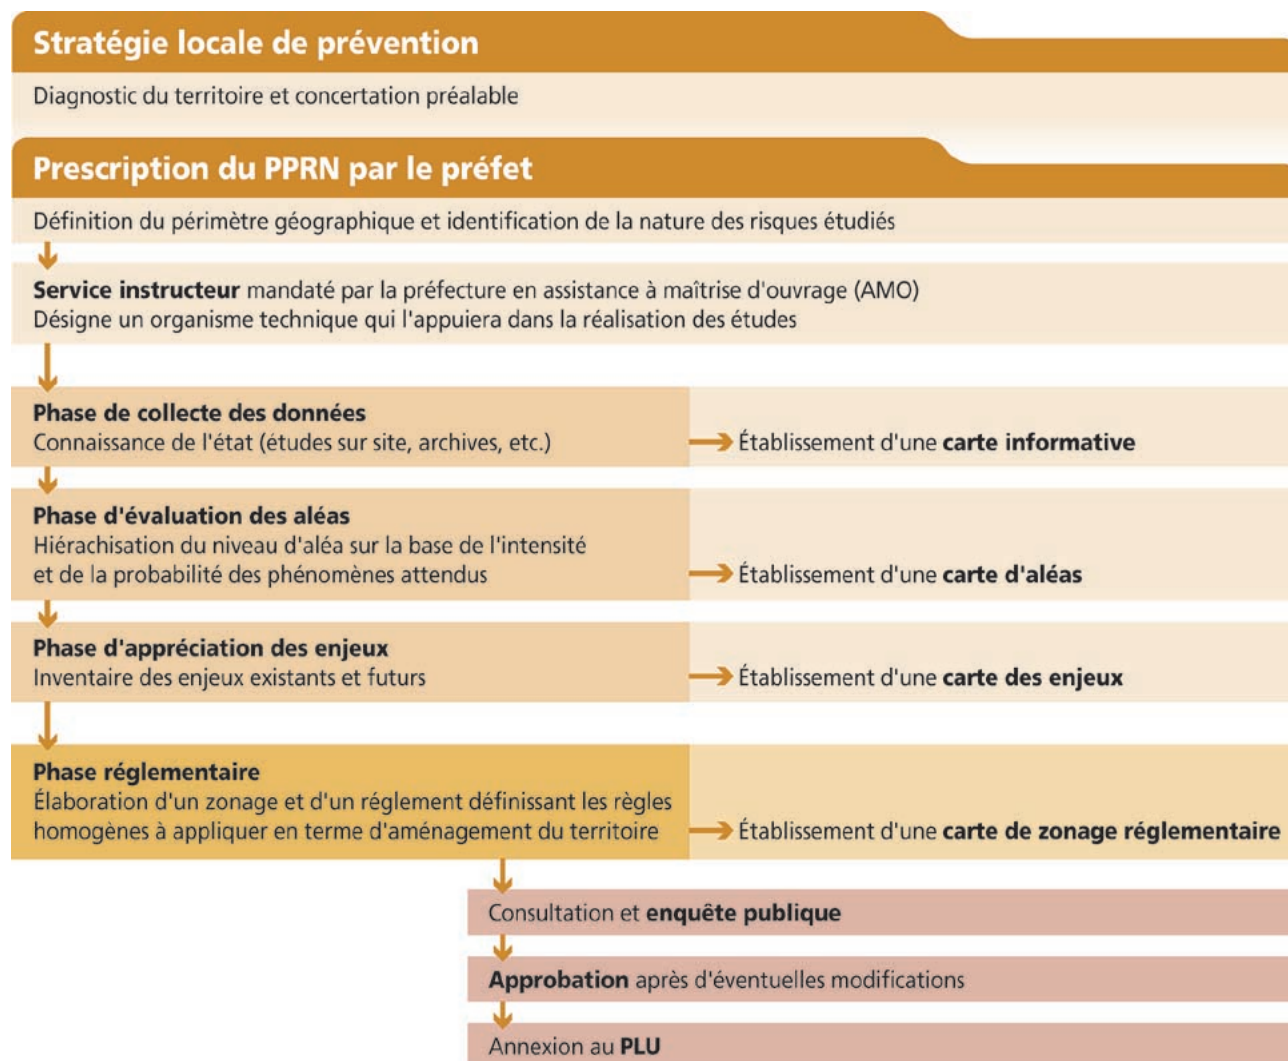 Stratégie locale de prévention
Diagnostic du territoire et concertation préalable
Prescription du PPRN par le préfet
Définition du périmètre géographique et identification de la nature des risques étudiés
Service instructeur mandaté par la préfecture en assistance à maîtrise d'ouvrage (AMO)
Désigne un organisme technique qui l'appuiera dans la réalisation des études
Phase de collecte des données
Connaissance de l'état (études sur site, archives, etc.)
Établissement d'une carte informative
Phase d'évaluation des aléas
Hiérachisation du niveau d'aléa sur la base de l'intensité
et de la probabilité des phénomènes attendus
Établissement d'une carte d'aléas
Phase d'appréciation des enjeux
Inventaire des enjeux existants et futurs
Établissement d'une carte des enjeux
Phase réglementaire
Élaboration d'un zonage et d'un réglement définissant les règles
homogènes à appliquer en terme d'aménagement du territoire
Établissement d'une carte de zonage réglementaire
Consultation et enquête publique
Approbation après d'éventuelles modifications
Annexion au PLU